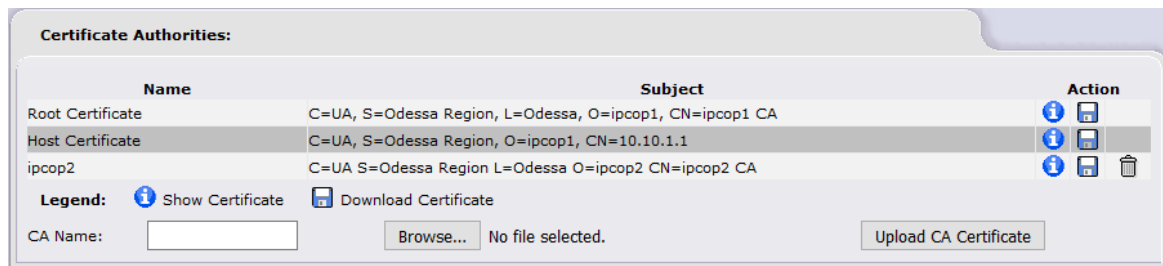 Certificate Authorities:
Name Subject Action
Root Certificate C=UA, S=Odessa Region, L=Odessa, O=ipcop1, CN=ipcop1 CA
Host Certificate C=UA, S=Odessa Region, O=ipcop1, CN=10.10.1.1
ipcop2 C=UA S=Odessa Region L=Odessa O=ipcop2 CN=ipcop2 CA
Legend: Show Certificate Download Certificate
CA Name: Browse... No file selected. Upload CA Certificate